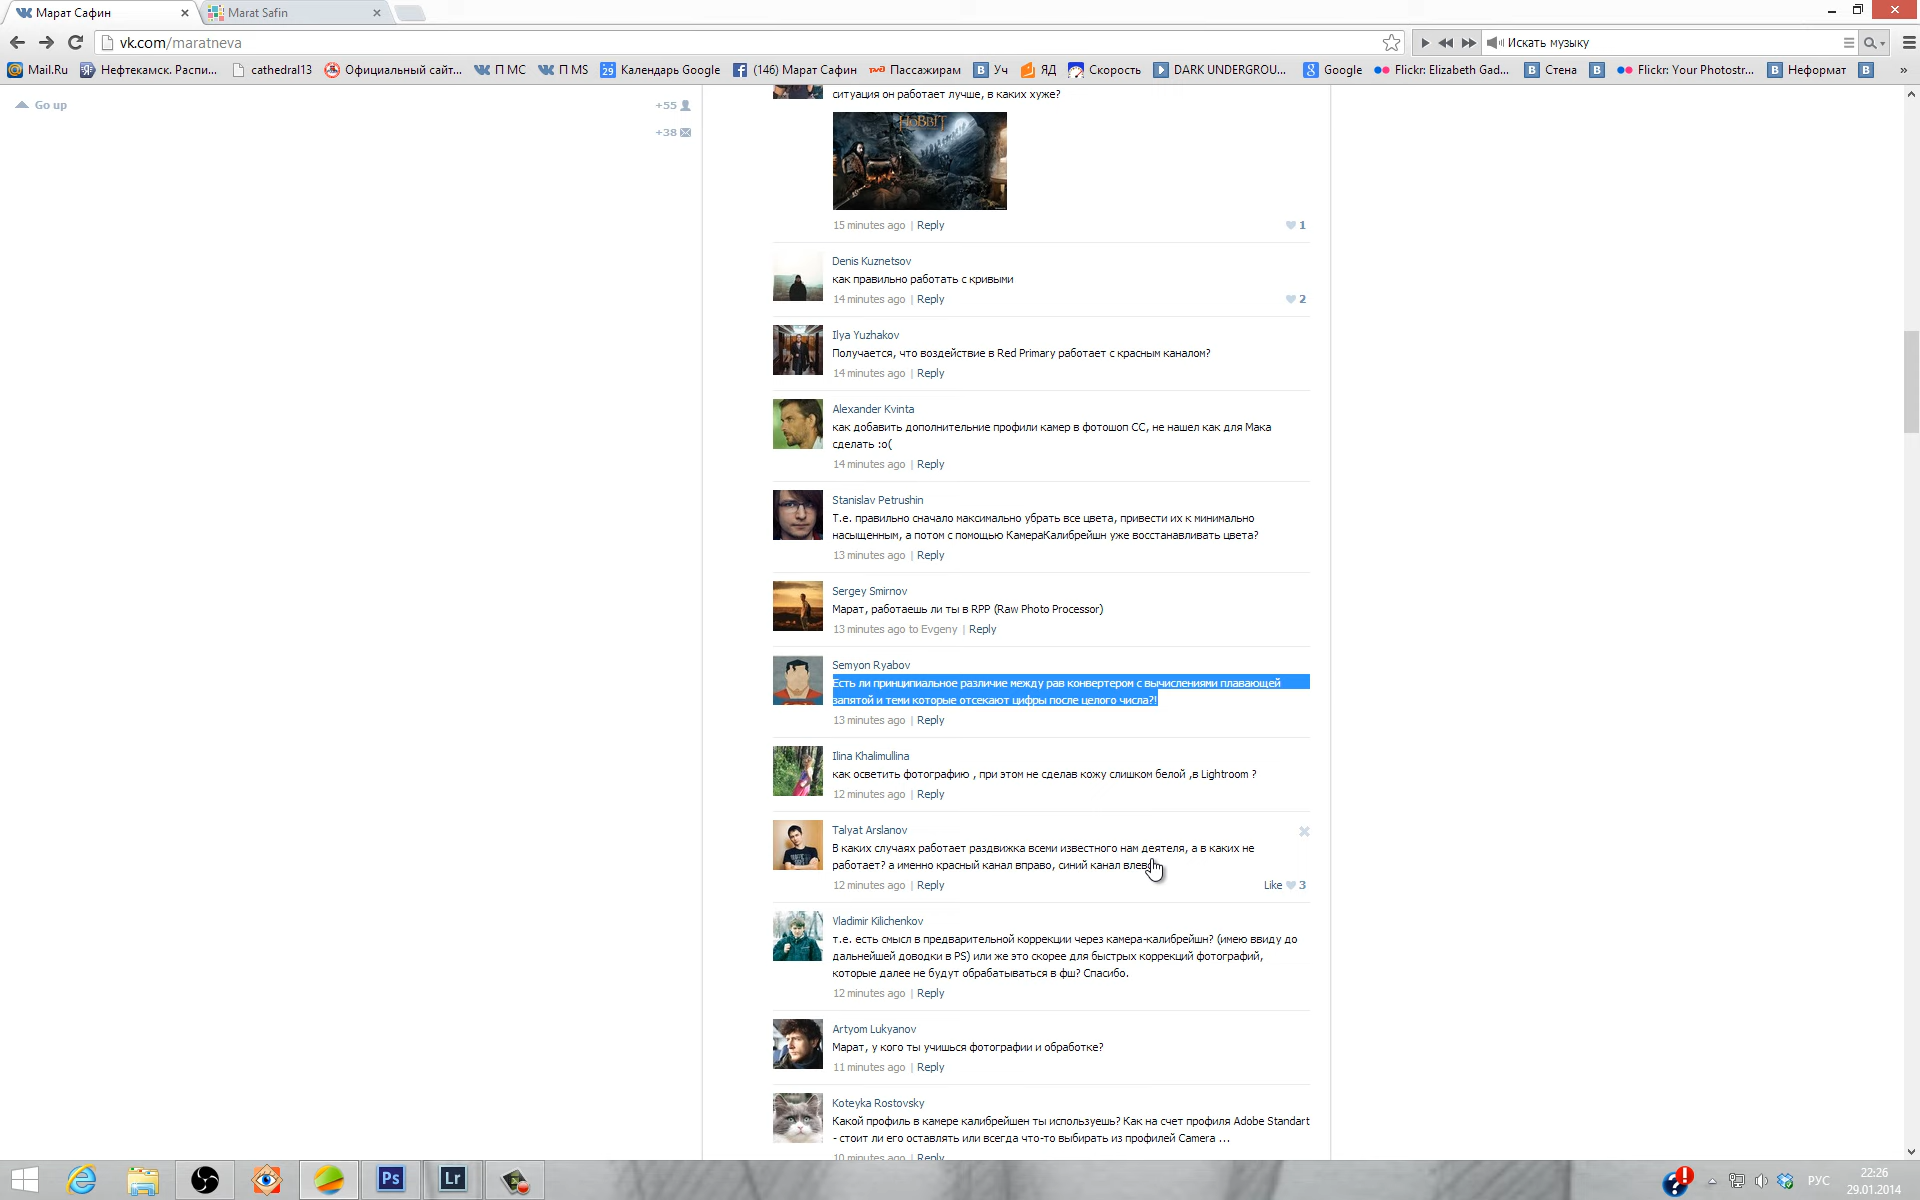 Марат Сафин
Marat Safin
vk.com/maratneva
Искать музыку
Mail.Ru
Нефтекамск. Распи...
cathedral13
Официальный сайт...
П МС
П MS
29 Календарь Google
(146) Марат Сафин
Пассажирам
В Уч
ЯД
Скорость
DARK UNDERGROU...
8 Google
Flickr: Elizabeth Gad...
В Стена
В
Flickr: Your Photostr...
В Неформат
В
»
Go up
+55
+38
ситуация он работает лучше, в каких хуже?
HOBBIT
15 minutes ago | Reply
1
Denis Kuznetsov
как правильно работать с кривыми
14 minutes ago | Reply
2
Ilya Yuzhakov
Получается, что воздействие в Red Primary работает с красным каналом?
14 minutes ago | Reply
Alexander Kvinta
как добавить дополнительние профили камер в фотошоп СС, не нашел как для Мака
сделать :о(
14 minutes ago | Reply
Stanislav Petrushin
Т.е. правильно сначало максимально убрать все цвета, привести их к минимально
насыщенным, а потом с помощью КамераКалибрейшн уже восстанавливать цвета?
13 minutes ago | Reply
Sergey Smirnov
Марат, работаешь ли ты в RPP (Raw Photo Processor)
13 minutes ago to Evgeny | Reply
Semyon Ryabov
Есть ли принципиальное различие между рав конвертером с вычислениями плавающей
запятой и теми которые отсекают цифры после целого числа?!
13 minutes ago | Reply
Ilina Khalimullina
как осветить фотографию , при этом не сделав кожу слишком белой ,в Lightroom ?
12 minutes ago | Reply
Talyat Arslanov
В каких случаях работает раздвижка всеми известного нам деятеля, а в каких не
работает? а именно красный канал вправо, синий канал влево
12 minutes ago | Reply
Like 3
Vladimir Kilichenkov
т.е. есть смысл в предварительной коррекции через камера-калибрейшн? (имею ввиду до
дальнейшей доводки в PS) или же это скорее для быстрых коррекций фотографий,
которые далее не будут обрабатываться в фш? Спасибо.
12 minutes ago | Reply
Artyom Lukyanov
Марат, у кого ты учишься фотографии и обработке?
11 minutes ago | Reply
Koteyka Rostovsky
Какой профиль в камере калибрейшен ты используешь? Как на счет профиля Adobe Standart
- стоит ли его оставлять или всегда что-то выбирать из профилей Camera ...
10 minutes ago | Reply
Ps
Lr
РУС
22:26
29.01.2014